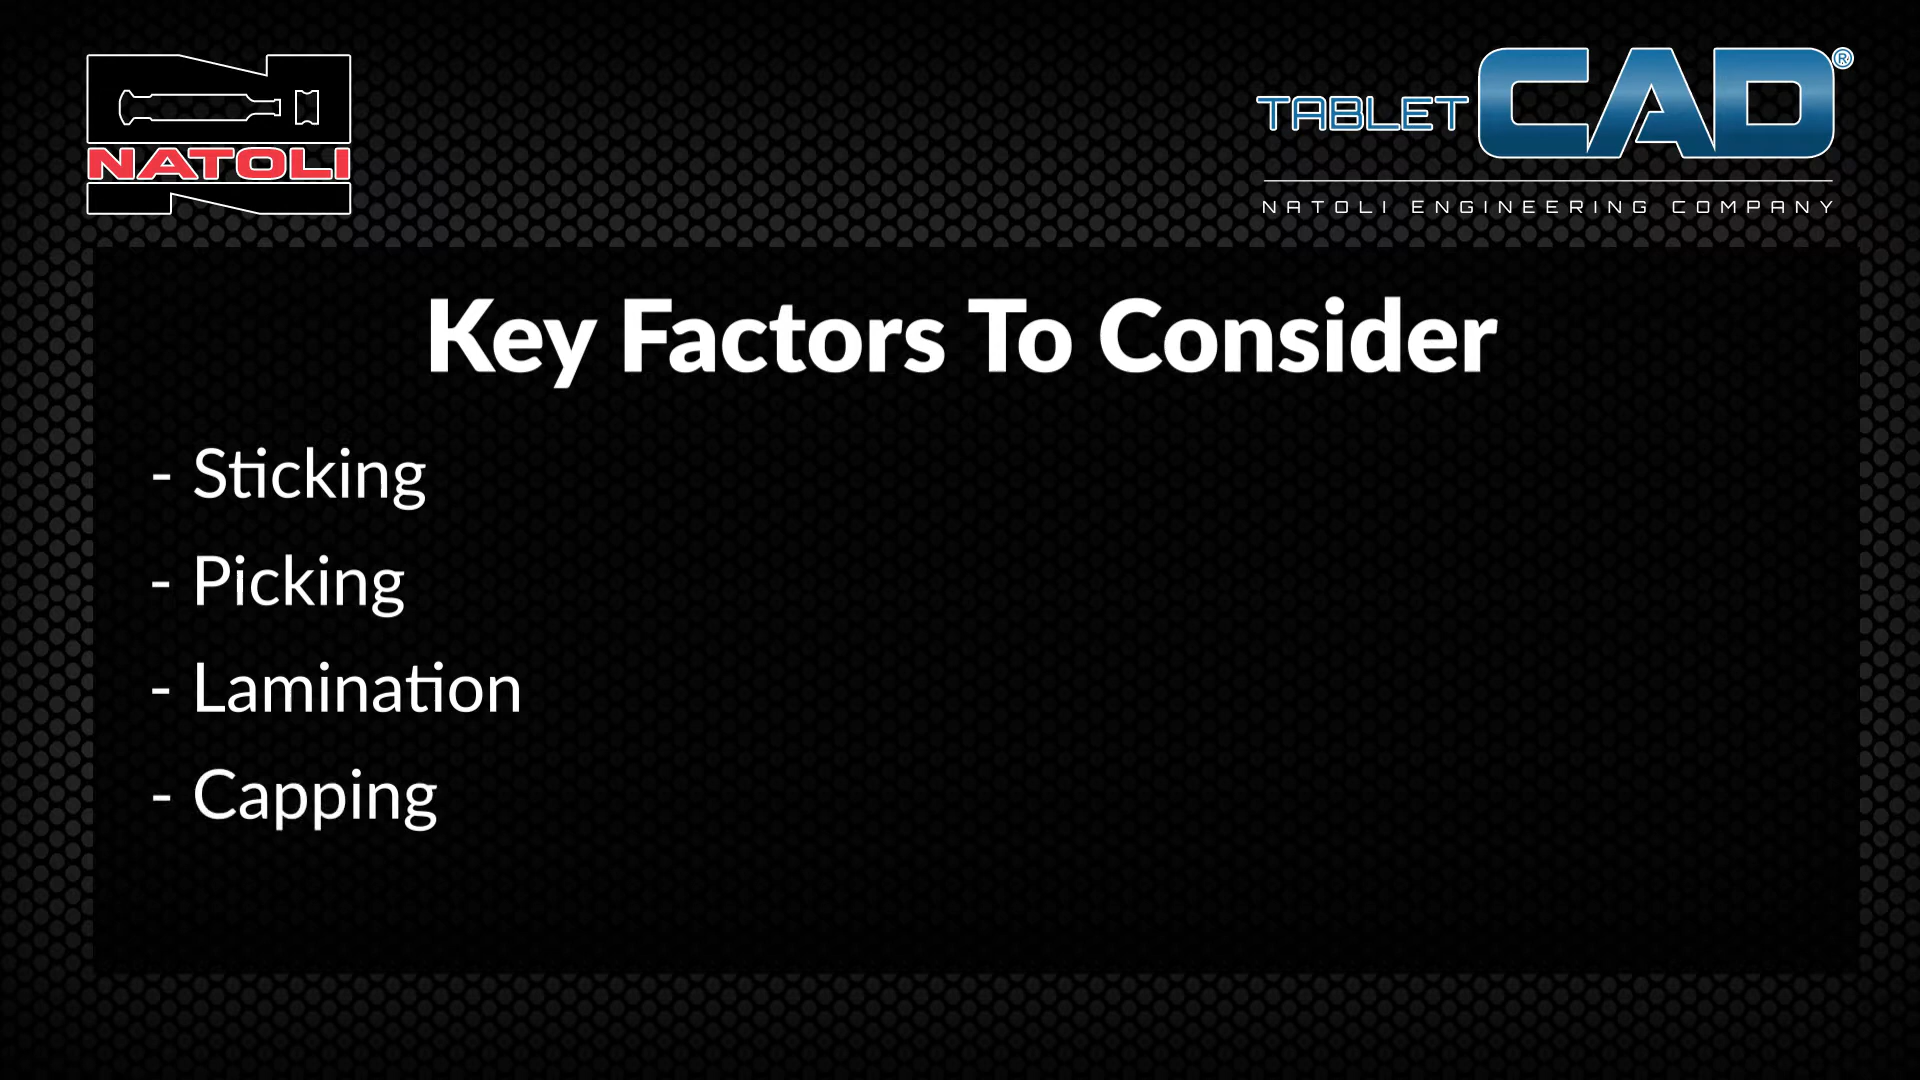 NATOLI
TABLET CAD®
NATOLI ENGINEERING COMPANY
Key Factors To Consider
- Sticking
- Picking
- Lamination
- Capping